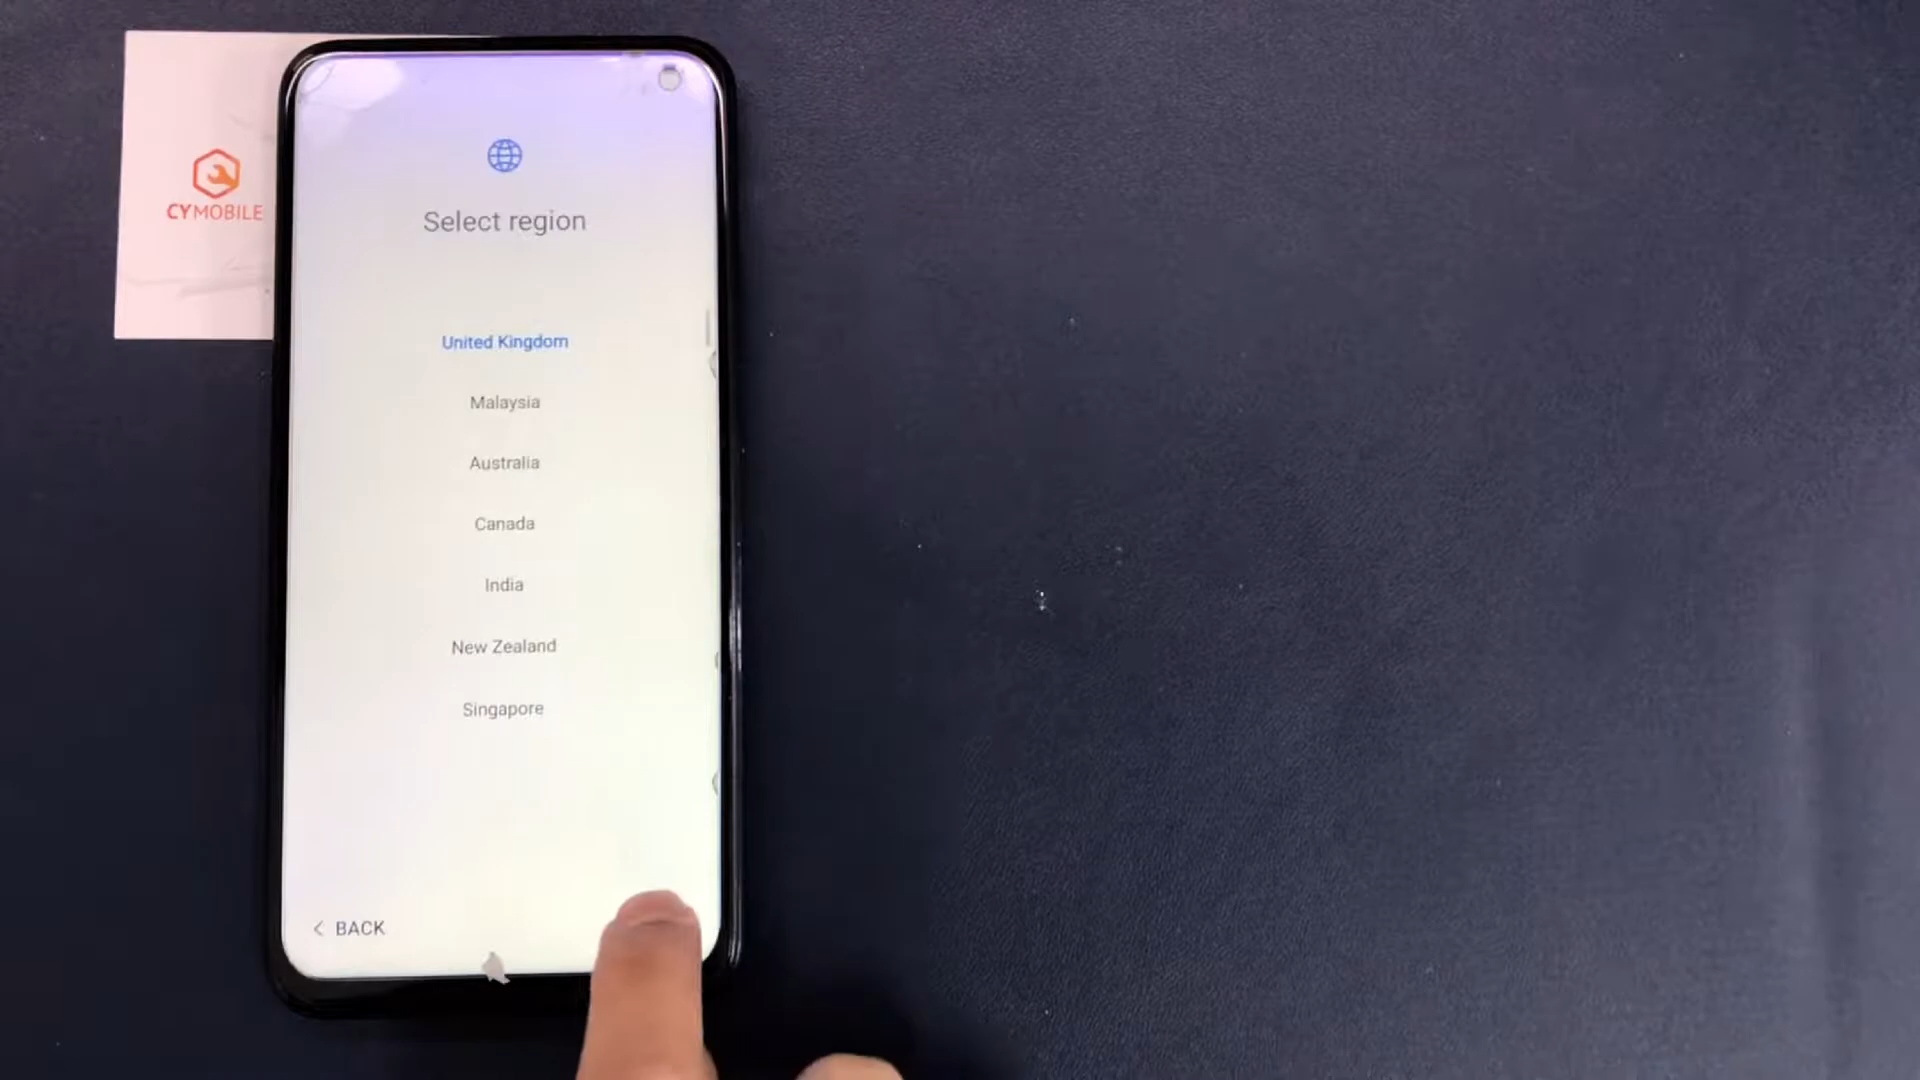 CYMOBILE
Select region
United Kingdom
Malaysia
Australia
Canada
India
New Zealand
Singapore
< BACK